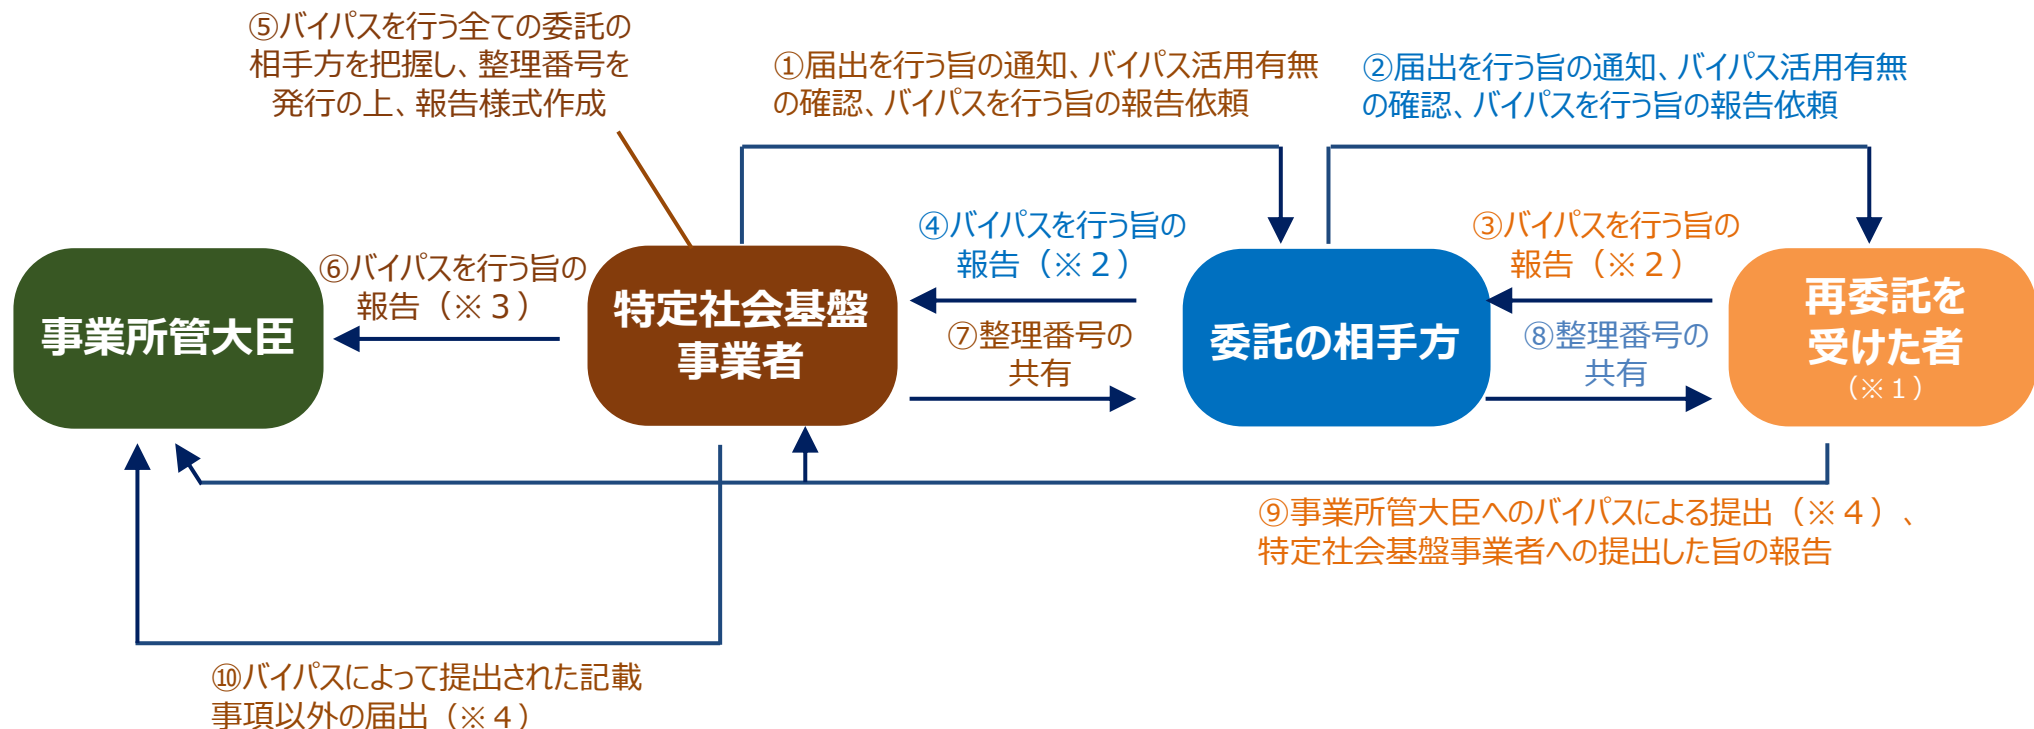 ⑤バイパスを行う全ての委託の
相手方を把握し、整理番号を
発行の上、報告様式作成
①届出を行う旨の通知、バイパス活用有無
の確認、バイパスを行う旨の報告依頼
②届出を行う旨の通知、バイパス活用有無
の確認、バイパスを行う旨の報告依頼
④バイパスを行う旨の
報告（※２）
③バイパスを行う旨の
報告（※２）
⑥バイパスを行う旨の
報告（※３）
事業所管大臣
特定社会基盤
事業者
委託の相手方
再委託を
受けた者
（※１）
⑦整理番号の
共有
⑧整理番号の
共有
⑨事業所管大臣へのバイパスによる提出（※４）、
特定社会基盤事業者への提出した旨の報告
⑩バイパスによって提出された記載
事項以外の届出（※４）